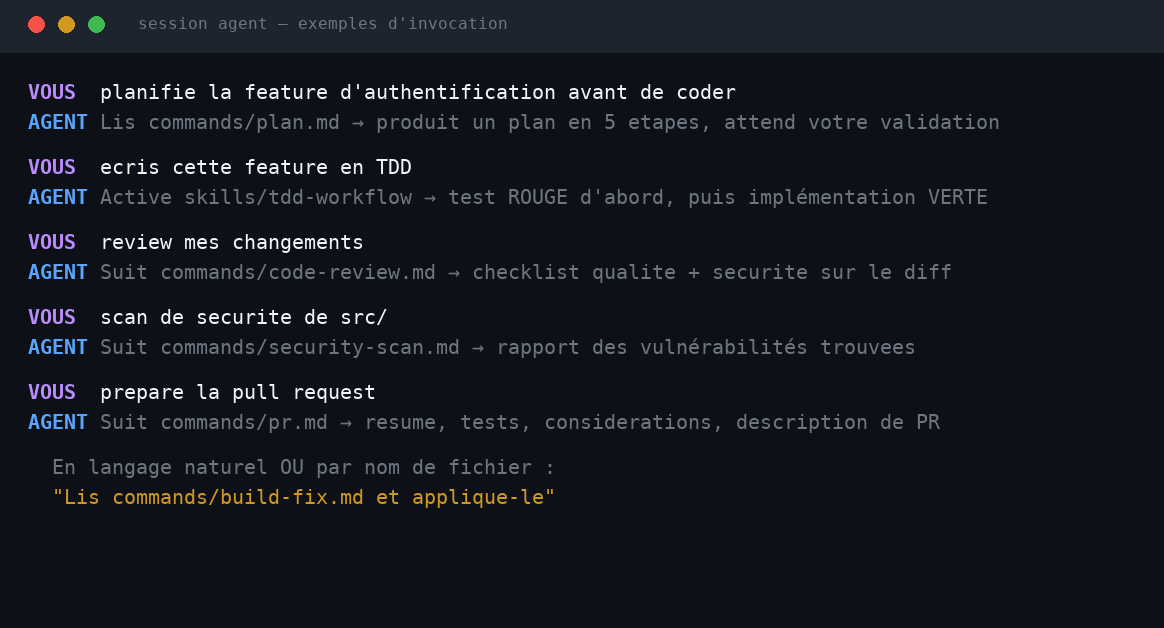 session agent — exemples d'invocation
VOUS planifie la feature d'authentification avant de coder
AGENT Lis commands/plan.md → produit un plan en 5 etapes, attend votre validation
VOUS ecris cette feature en TDD
AGENT Active skills/tdd-workflow → test ROUGE d'abord, puis implémentation VERTE
VOUS review mes changements
AGENT Suit commands/code-review.md → checklist qualite + securite sur le diff
VOUS scan de securite de src/
AGENT Suit commands/security-scan.md → rapport des vulnérabilités trouvees
VOUS prepare la pull request
AGENT Suit commands/pr.md → resume, tests, considerations, description de PR
En langage naturel OU par nom de fichier :
"Lis commands/build-fix.md et applique-le"